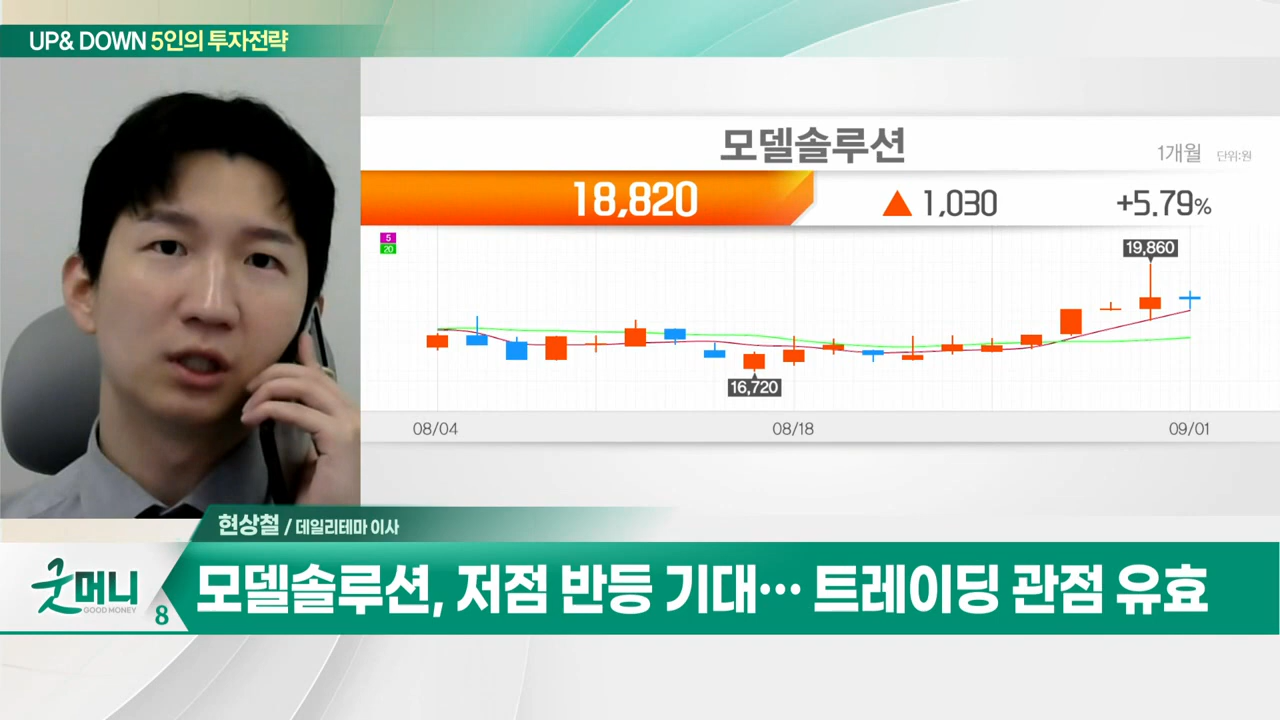 UP& DOWN 5인의 투자전략
모델솔루션
1개월 단위:원
18,820 ▲ 1,030 +5.79%
5
20
19,860
16,720
08/04 08/18 09/01
현상철 / 데일리테마 이사
굿머니
GOOD MONEY
8
모델솔루션, 저점 반등 기대… 트레이딩 관점 유효